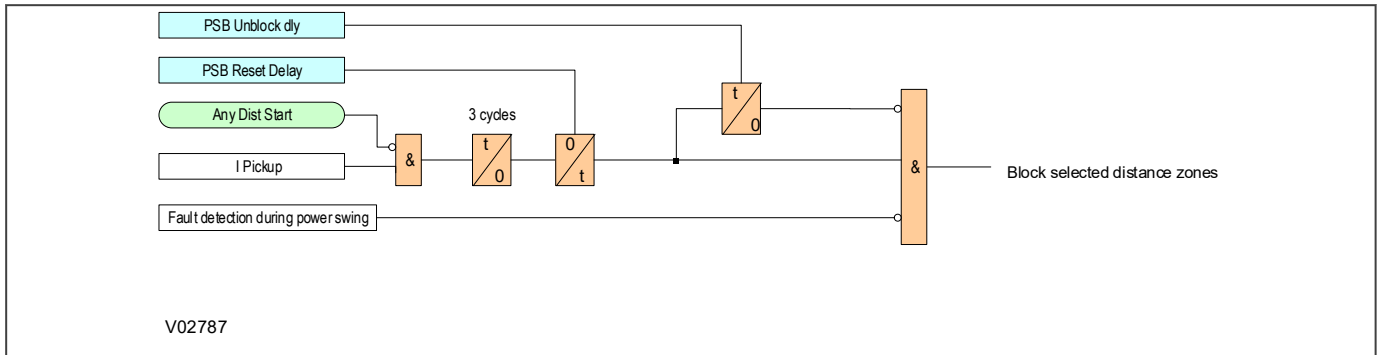 PSB Unblock dly
PSB Reset Delay
Any Dist Start
3 cycles
t
0
t
0
0
t
&
&
I Pickup
Block selected distance zones
Fault detection during power swing
V02787